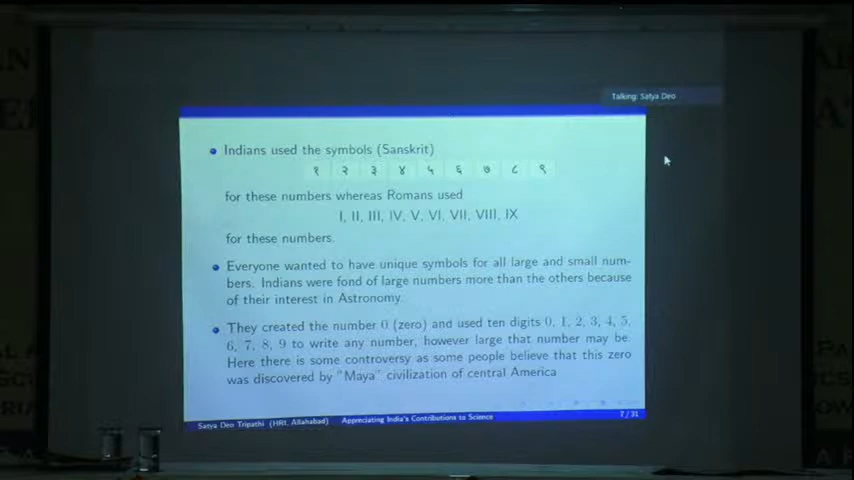 Talking: Satya Deo
Indians used the symbols (Sanskrit)
१ २ ३ ४ ५ ६ ७ ८ ९
for these numbers whereas Romans used
I, II, III, IV, V, VI, VII, VIII, IX
for these numbers.
Everyone wanted to have unique symbols for all large and small num-
bers. Indians were fond of large numbers more than the others because
of their interest in Astronomy.
They created the number 0 (zero) and used ten digits 0, 1, 2, 3, 4, 5,
6, 7, 8, 9 to write any number, however large that number may be.
Here there is some controversy as some people believe that this zero
was discovered by "Maya" civilization of central America
Satya Deo Tripathi (HRI, Allahabad) Appreciating India's Contributions to Science 7 / 31